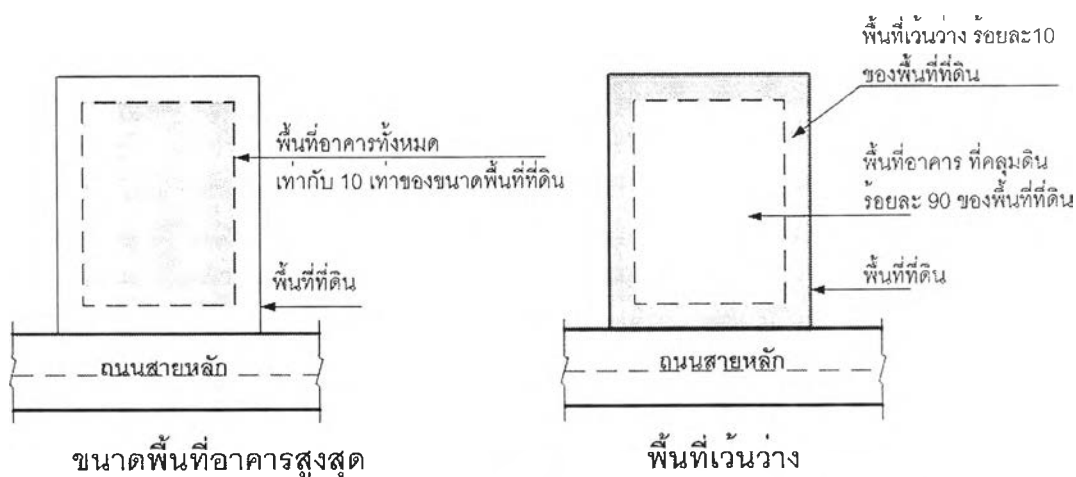 พื้นที่อาคารทั้งหมด
เท่ากับ 10 เท่าของขนาดพื้นที่ที่ดิน
พื้นที่ที่ดิน
ถนนสายหลัก
ขนาดพื้นที่อาคารสูงสุด
พื้นที่เว้นว่าง ร้อยละ10
ของพื้นที่ที่ดิน
พื้นที่อาคาร ที่คลุมดิน
ร้อยละ 90 ของพื้นที่ที่ดิน
พื้นที่ที่ดิน
ถนนสายหลัก
พื้นที่เว้นว่าง